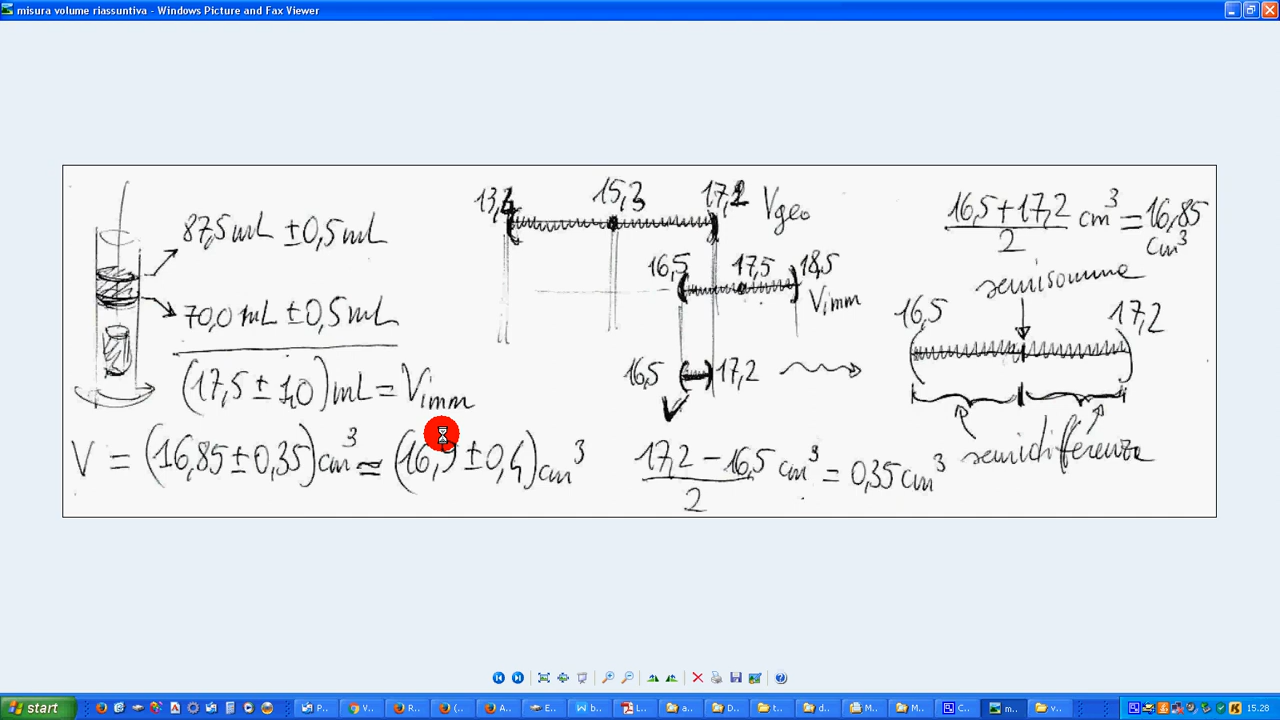 misura volume riassuntiva - Windows Picture and Fax Viewer
87,5 mL ± 0,5 mL
70,0 mL ± 0,5 mL
(17,5 ± 1,0) mL = Vimm
V = (16,85 ± 0,35) cm³ ≃ (16,9 ± 0,4) cm³
15,3 17,2 Vgeo
16,5 17,5 18,5
Vimm
16,5 17,2
V
17,2 - 16,5 cm³ = 0,35 cm³
2
16,5 + 17,2 cm³ = 16,85
2 cm³
semisomma
16,5 17,2
semidifferenza
start
P...
V...
R...
(...
A...
E...
b...
L...
a...
D...
t...
d...
M...
M...
C...
m...
v...
15.28